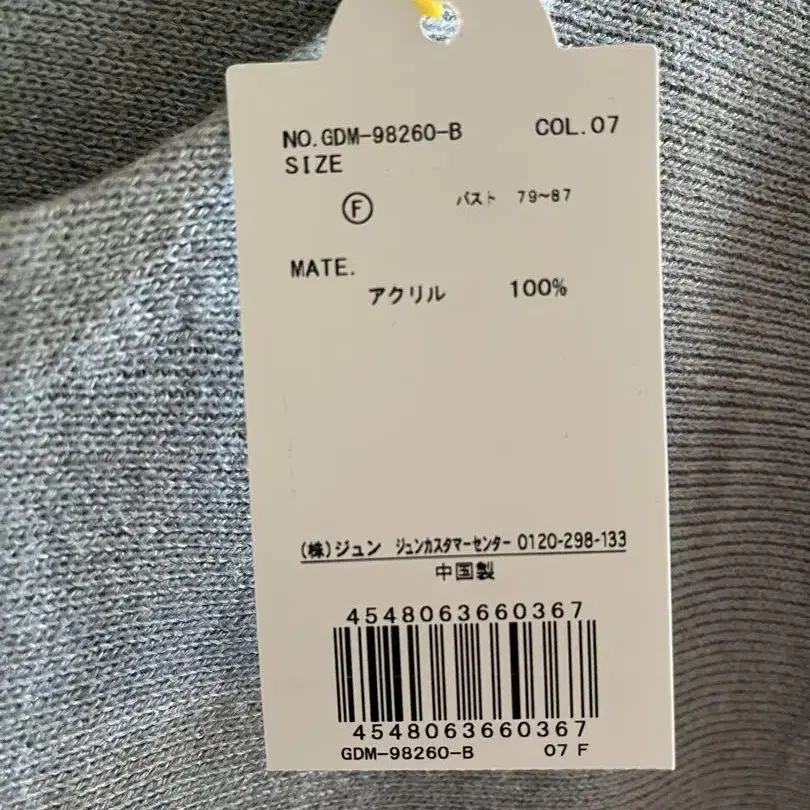 NO.GDM-98260-B COL.07
SIZE
Ⓕ バスト 79~87
MATE.
アクリル 100%
(株)ジュン ジュンカスタマーセンター 0120-298-133
中国製
4548063660367
4548063660367
GDM-98260-B 07 F